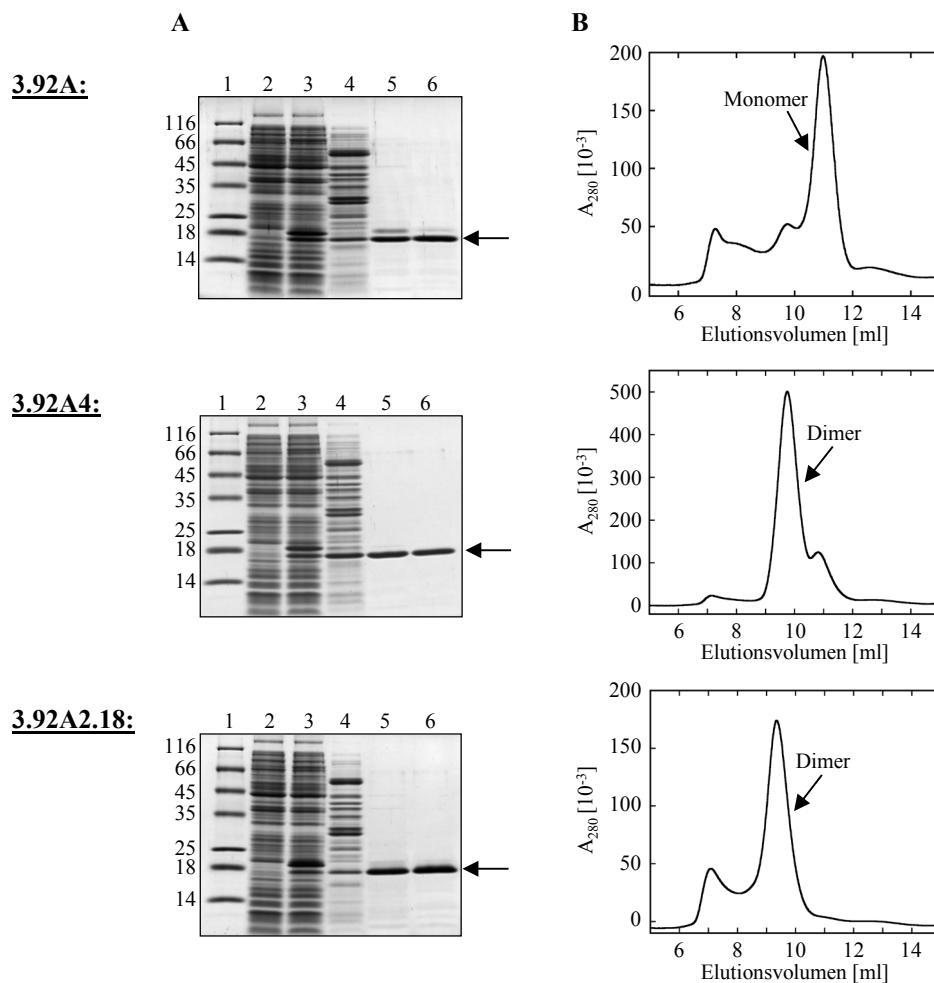 A
B
3.92A:
1 2 3 4 5 6
116
66
45
35
25
18
14
200
150
100
50
0
A280 [10-3]
Monomer
6 8 10 12 14
Elutionsvolumen [ml]
3.92A4:
1 2 3 4 5 6
116
66
45
35
25
18
14
500
400
300
200
100
0
A280 [10-3]
Dimer
6 8 10 12 14
Elutionsvolumen [ml]
3.92A2.18:
1 2 3 4 5 6
116
66
45
35
25
18
14
200
150
100
50
0
A280 [10-3]
Dimer
6 8 10 12 14
Elutionsvolumen [ml]